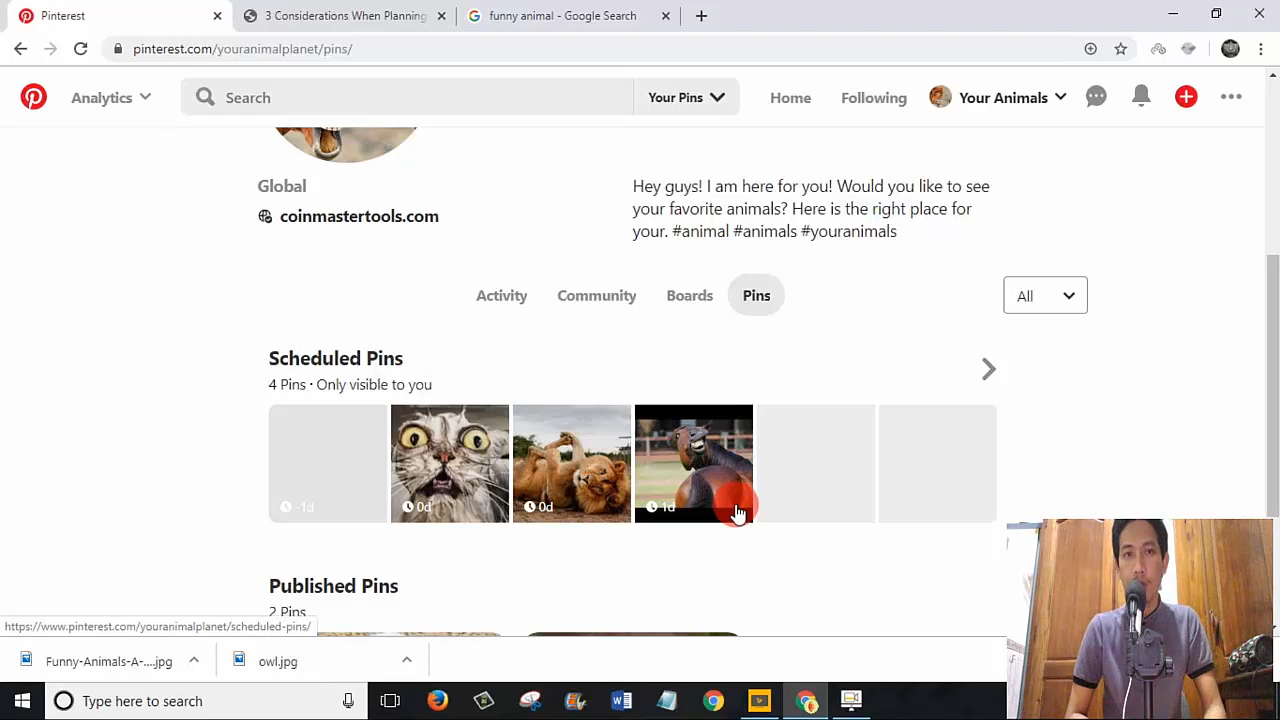 Pinterest
3 Considerations When Planning
funny animal - Google Search
pinterest.com/youranimalplanet/pins/
Analytics
Search
Your Pins
Home
Following
Your Animals
Global
coinmastertools.com
Hey guys! I am here for you! Would you like to see
your favorite animals? Here is the right place for
your. #animal #animals #youranimals
Activity
Community
Boards
Pins
All
Scheduled Pins
4 Pins · Only visible to you
-1d
0d
0d
1d
Published Pins
2 Pins
https://www.pinterest.com/youranimalplanet/scheduled-pins/
Funny-Animals-A-....jpg
owl.jpg
Type here to search